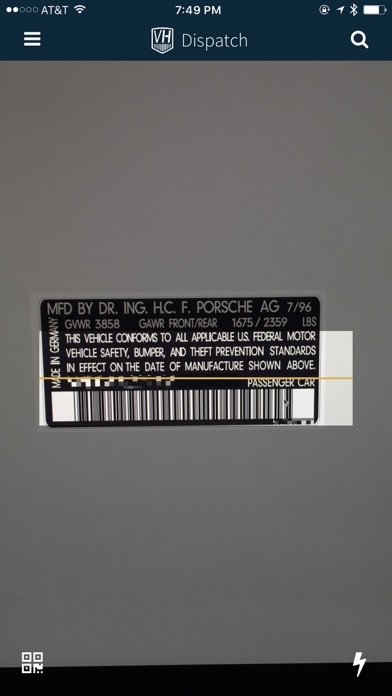 AT&T
7:49 PM
VH Dispatch
MFD BY DR. ING. H.C. F. PORSCHE AG 7/96
GVWR 3858 GAWR FRONT/REAR 1675 / 2359 LBS
THIS VEHICLE CONFORMS TO ALL APPLICABLE U.S. FEDERAL MOTOR
VEHICLE SAFETY, BUMPER, AND THEFT PREVENTION STANDARDS
IN EFFECT ON THE DATE OF MANUFACTURE SHOWN ABOVE.
PASSENGER CAR
MADE IN GERMANY